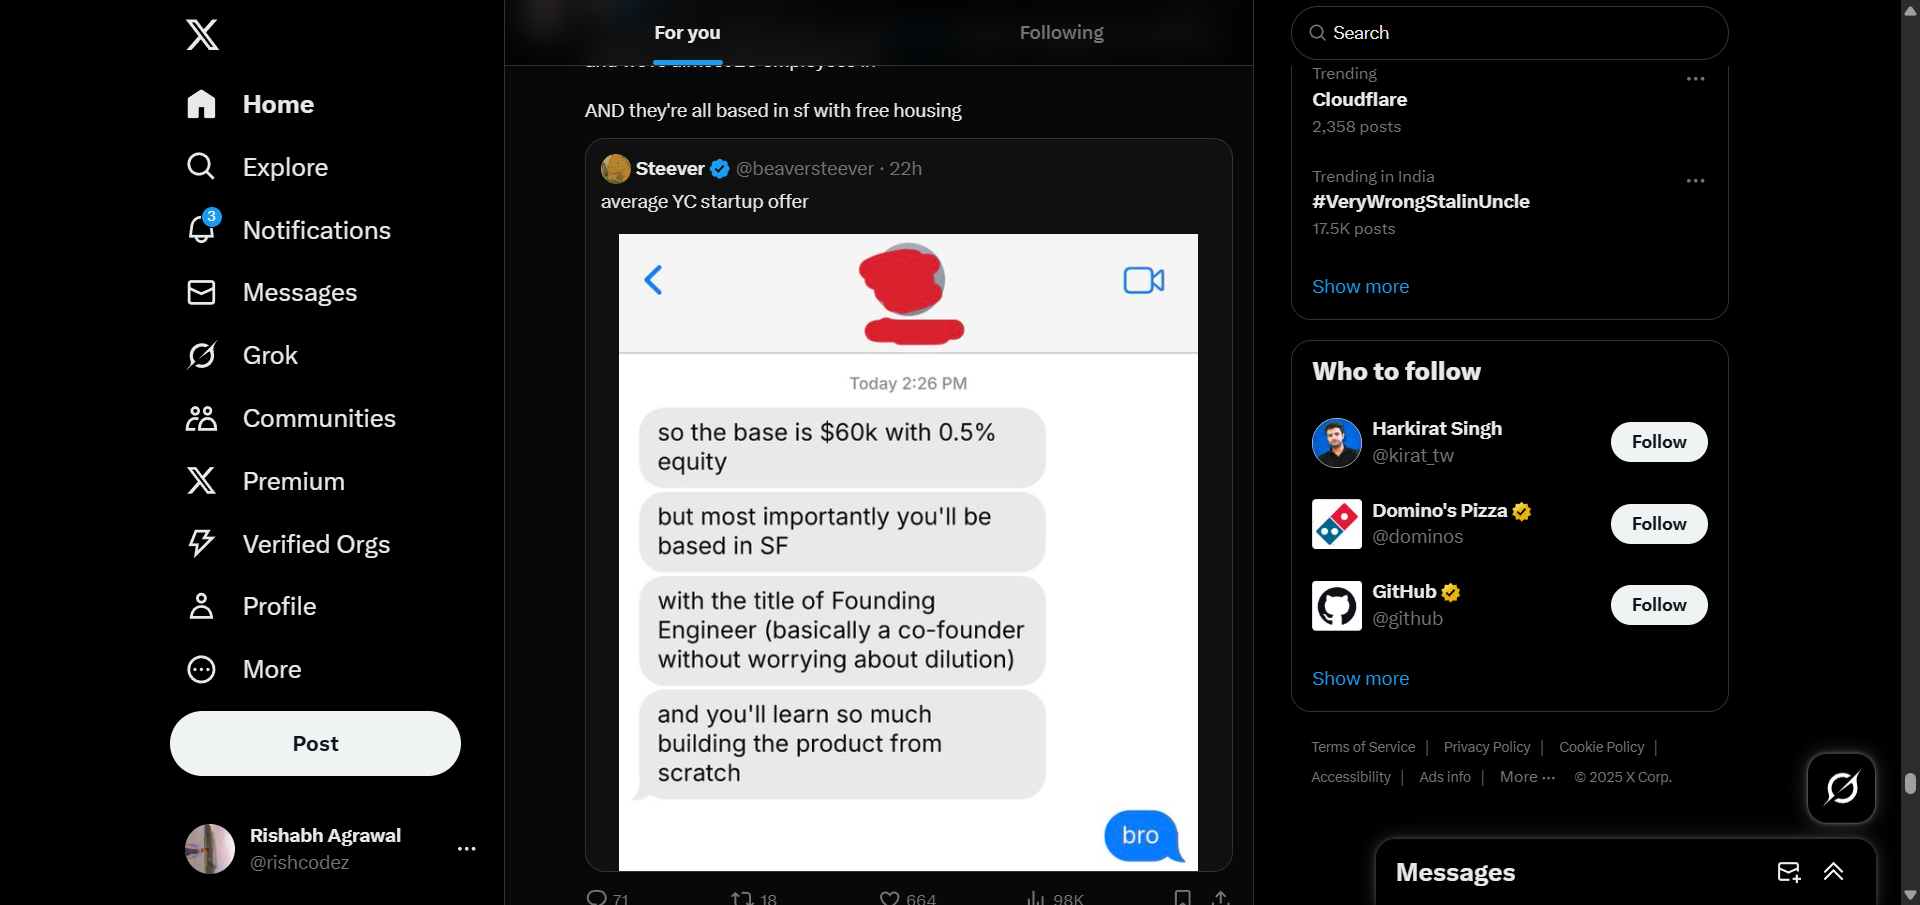 Home
Explore
3
Notifications
Messages
Grok
Communities
Premium
Verified Orgs
Profile
More
Post
Rishabh Agrawal
@rishcodez
For you
Following
AND they're all based in sf with free housing
Steever @beaversteever · 22h
average YC startup offer
Today 2:26 PM
so the base is $60k with 0.5%
equity
but most importantly you'll be
based in SF
with the title of Founding
Engineer (basically a co-founder
without worrying about dilution)
and you'll learn so much
building the product from
scratch
bro
71
18
664
98K
Search
Trending
Cloudflare
2,358 posts
Trending in India
#VeryWrongStalinUncle
17.5K posts
Show more
Who to follow
Harkirat Singh
@kirat_tw
Follow
Domino's Pizza
@dominos
Follow
GitHub
@github
Follow
Show more
Terms of Service | Privacy Policy | Cookie Policy |
Accessibility | Ads info | More ··· © 2025 X Corp.
Messages